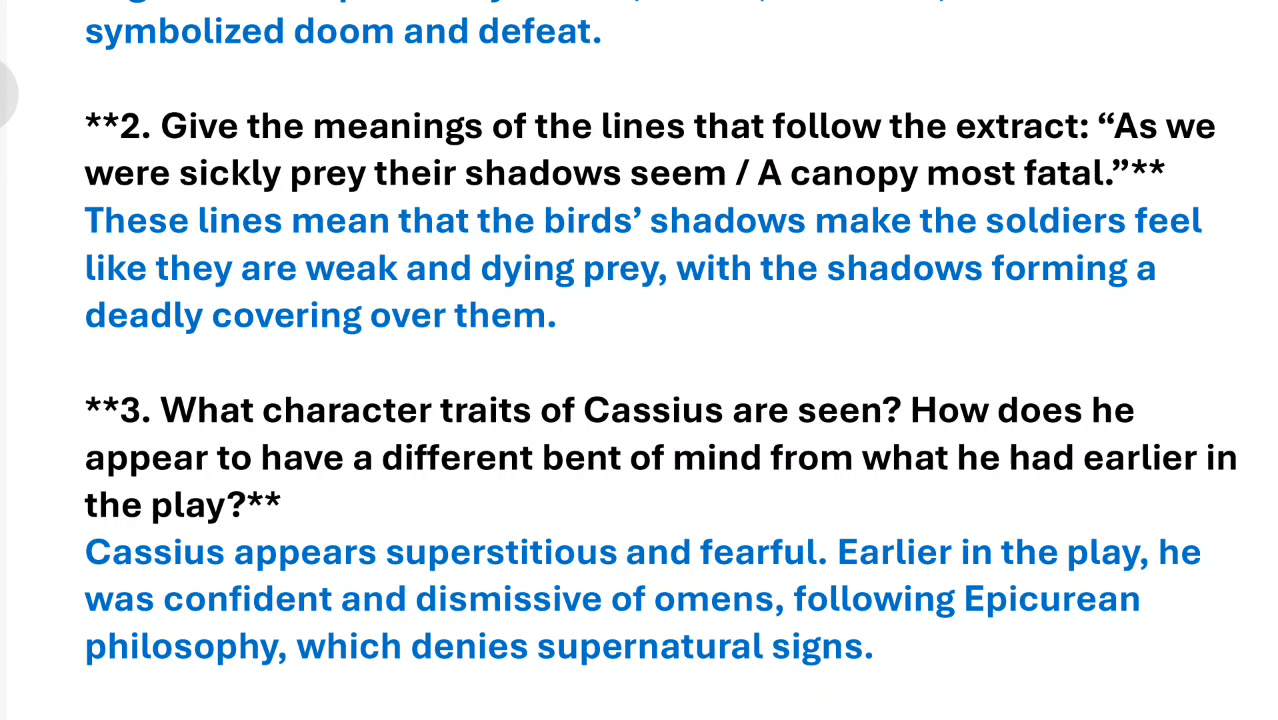 symbolized doom and defeat.
**2. Give the meanings of the lines that follow the extract: “As we
were sickly prey their shadows seem / A canopy most fatal.”**
These lines mean that the birds’ shadows make the soldiers feel
like they are weak and dying prey, with the shadows forming a
deadly covering over them.
**3. What character traits of Cassius are seen? How does he
appear to have a different bent of mind from what he had earlier in
the play?**
Cassius appears superstitious and fearful. Earlier in the play, he
was confident and dismissive of omens, following Epicurean
philosophy, which denies supernatural signs.